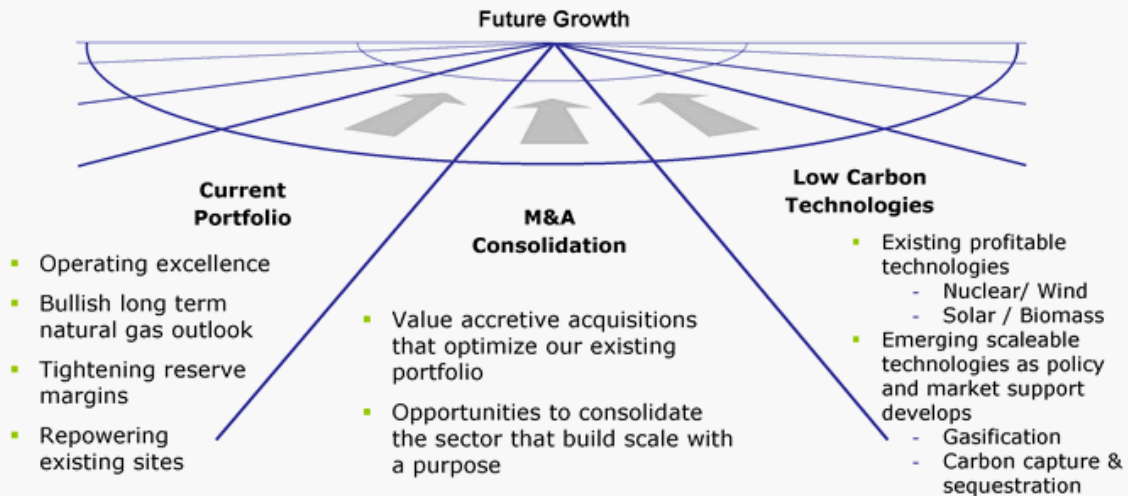 Future Growth
Current
Portfolio
▪ Operating excellence
▪ Bullish long term
natural gas outlook
▪ Tightening reserve
margins
▪ Repowering
existing sites
M&A
Consolidation
▪ Value accretive acquisitions
that optimize our existing
portfolio
▪ Opportunities to consolidate
the sector that build scale with
a purpose
Low Carbon
Technologies
▪ Existing profitable
technologies
- Nuclear/ Wind
- Solar / Biomass
▪ Emerging scaleable
technologies as policy
and market support
develops
- Gasification
- Carbon capture &
sequestration